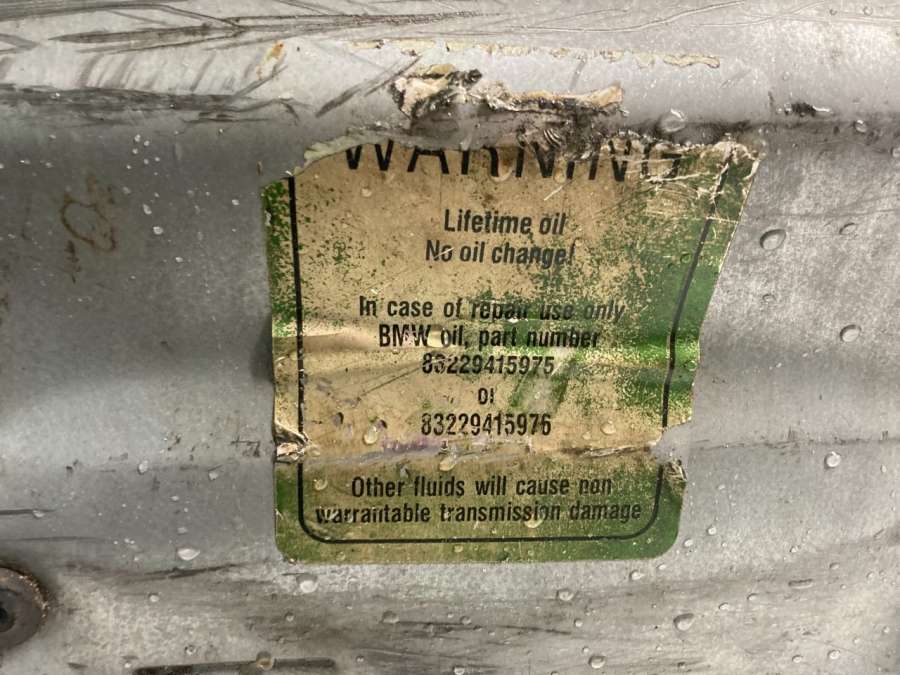 WARNING
Lifetime oil
No oil change!
In case of repair use only
BMW oil, part number
83229415975
or
83229415976
Other fluids will cause non
warrantable transmission damage